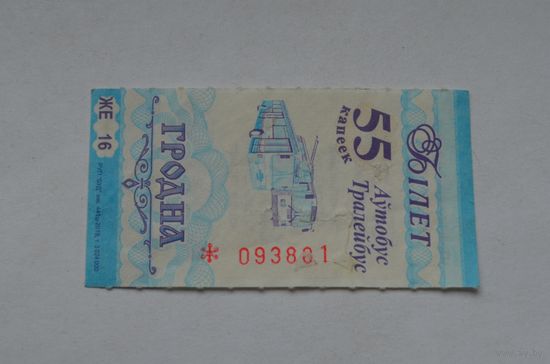 БІЛЕТ
55
капеек
Аўтобус
Тралейбус
ГРОДНА
ЖЕ 16
* 093881